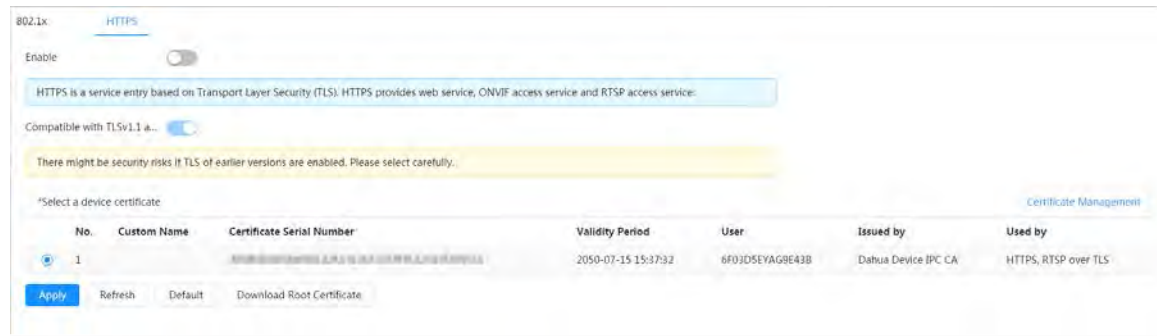 802.1x HTTPS
Enable
HTTPS is a service entry based on Transport Layer Security (TLS). HTTPS provides web service, ONVIF access service and RTSP access service.
Compatible with TLSv1.1 a...
There might be security risks if TLS of earlier versions are enabled. Please select carefully.
*Select a device certificate Certificate Management
No. Custom Name Certificate Serial Number Validity Period User Issued by Used by
1 2050-07-15 15:37:32 6F03D5EYAG9E43B Dahua Device IPC CA HTTPS, RTSP over TLS
Apply Refresh Default Download Root Certificate